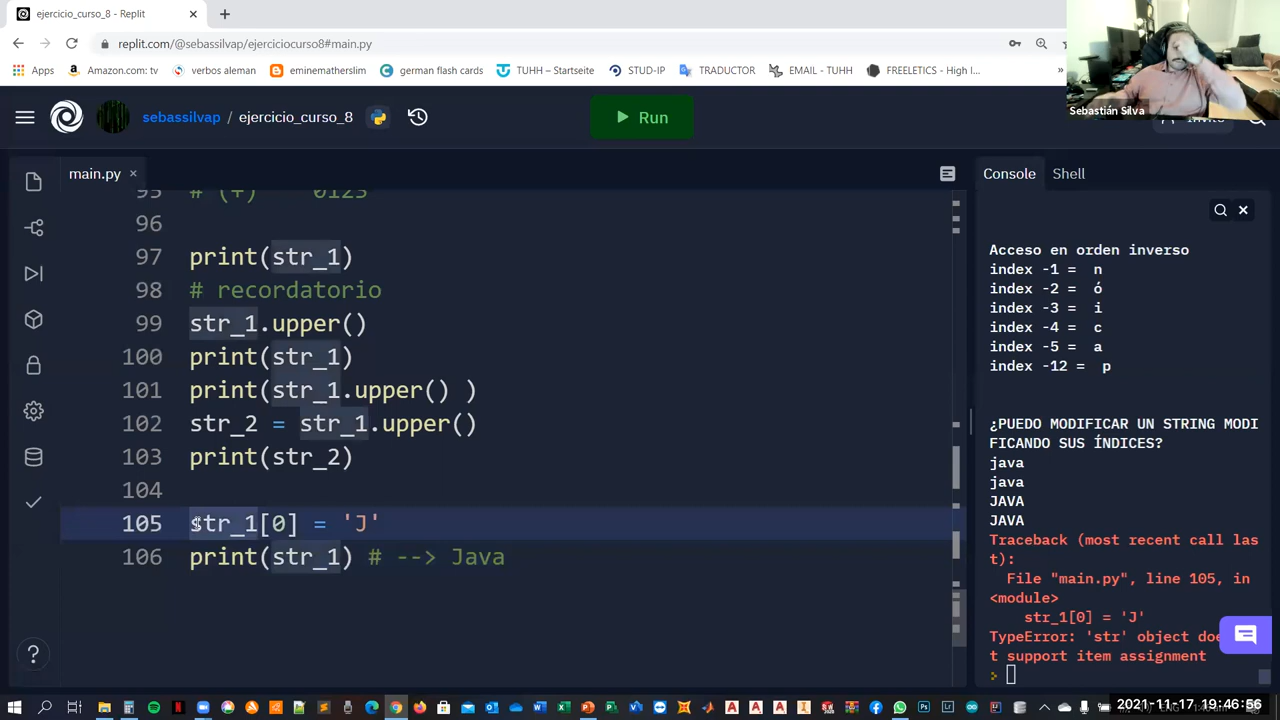 ejercicio_curso_8 - Replit
replit.com/@sebassilvap/ejerciciocurso8#main.py
Apps
Amazon.com: tv
verbos aleman
eminematherslim
german flash cards
TUHH – Startseite
STUD-IP
TRADUCTOR
EMAIL - TUHH
FREELETICS - High I...
»
Sebastián Silva
sebassilvap / ejercicio_curso_8
Run
main.py
Console
Shell
95 # (+) 0123
96
97 print(str_1)
98 # recordatorio
99 str_1.upper()
100 print(str_1)
101 print(str_1.upper() )
102 str_2 = str_1.upper()
103 print(str_2)
104
105 str_1[0] = 'J'
106 print(str_1) # --> Java
Acceso en orden inverso
index -1 = n
index -2 = ó
index -3 = i
index -4 = c
index -5 = a
index -12 = p
¿PUEDO MODIFICAR UN STRING MODI
FICANDO SUS ÍNDICES?
java
java
JAVA
JAVA
Traceback (most recent call las
t):
File "main.py", line 105, in
<module>
str_1[0] = 'J'
TypeError: 'str' object doe
t support item assignment
2021-11-17 19:46:56